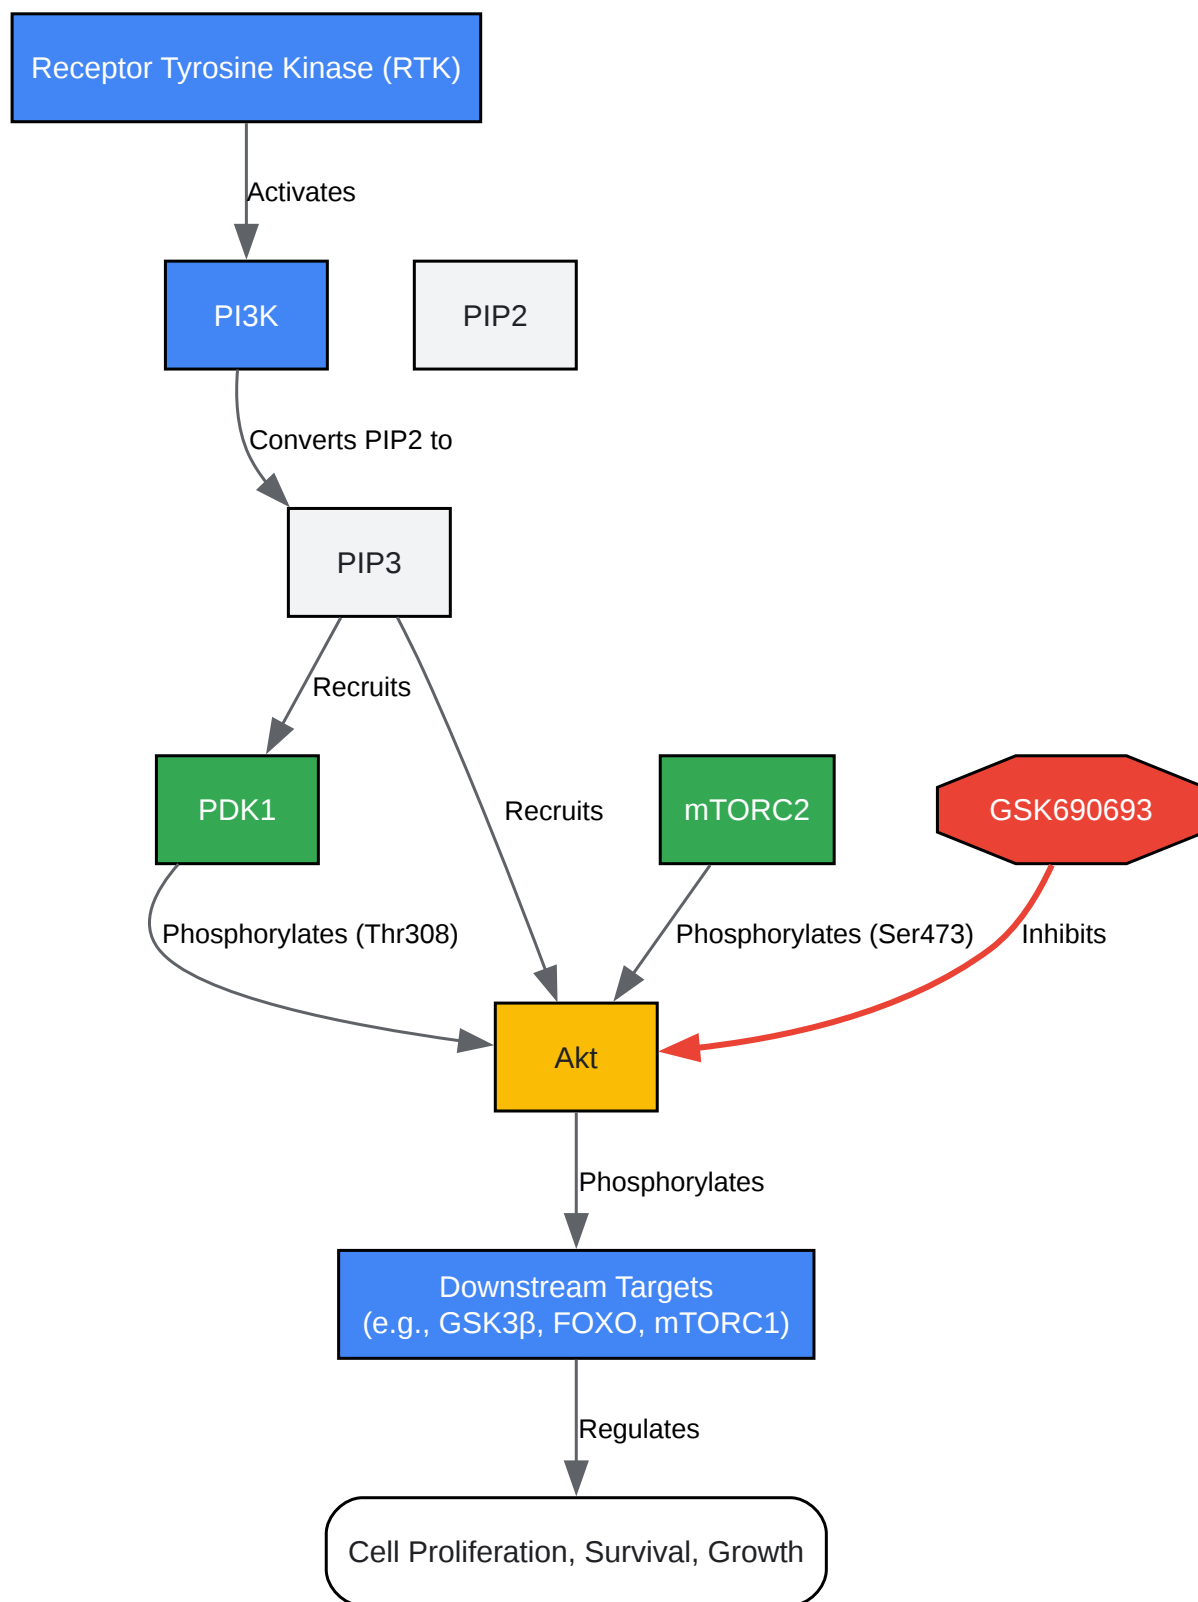 Receptor Tyrosine Kinase (RTK)
Activates
PI3K
PIP2
Converts PIP2 to
PIP3
Recruits
Recruits
PDK1
mTORC2
GSK690693
Phosphorylates (Thr308)
Phosphorylates (Ser473)
Inhibits
Akt
Phosphorylates
Downstream Targets
(e.g., GSK3β, FOXO, mTORC1)
Regulates
Cell Proliferation, Survival, Growth